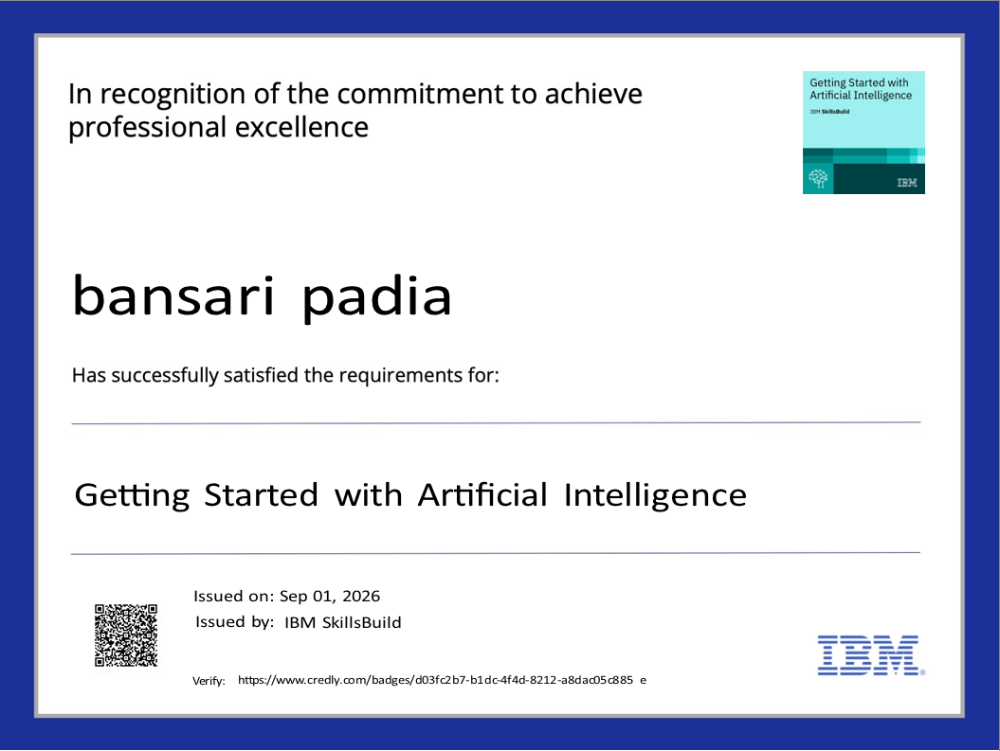 In recognition of the commitment to achieve
professional excellence
Getting Started with
Artificial Intelligence
IBM SkillsBuild
IBM
bansari padia
Has successfully satisfied the requirements for:
Getting Started with Artificial Intelligence
Issued on: Sep 01, 2026
Issued by: IBM SkillsBuild
Verify: https://www.credly.com/badges/d03fc2b7-b1dc-4f4d-8212-a8dac05c885 e
IBM®